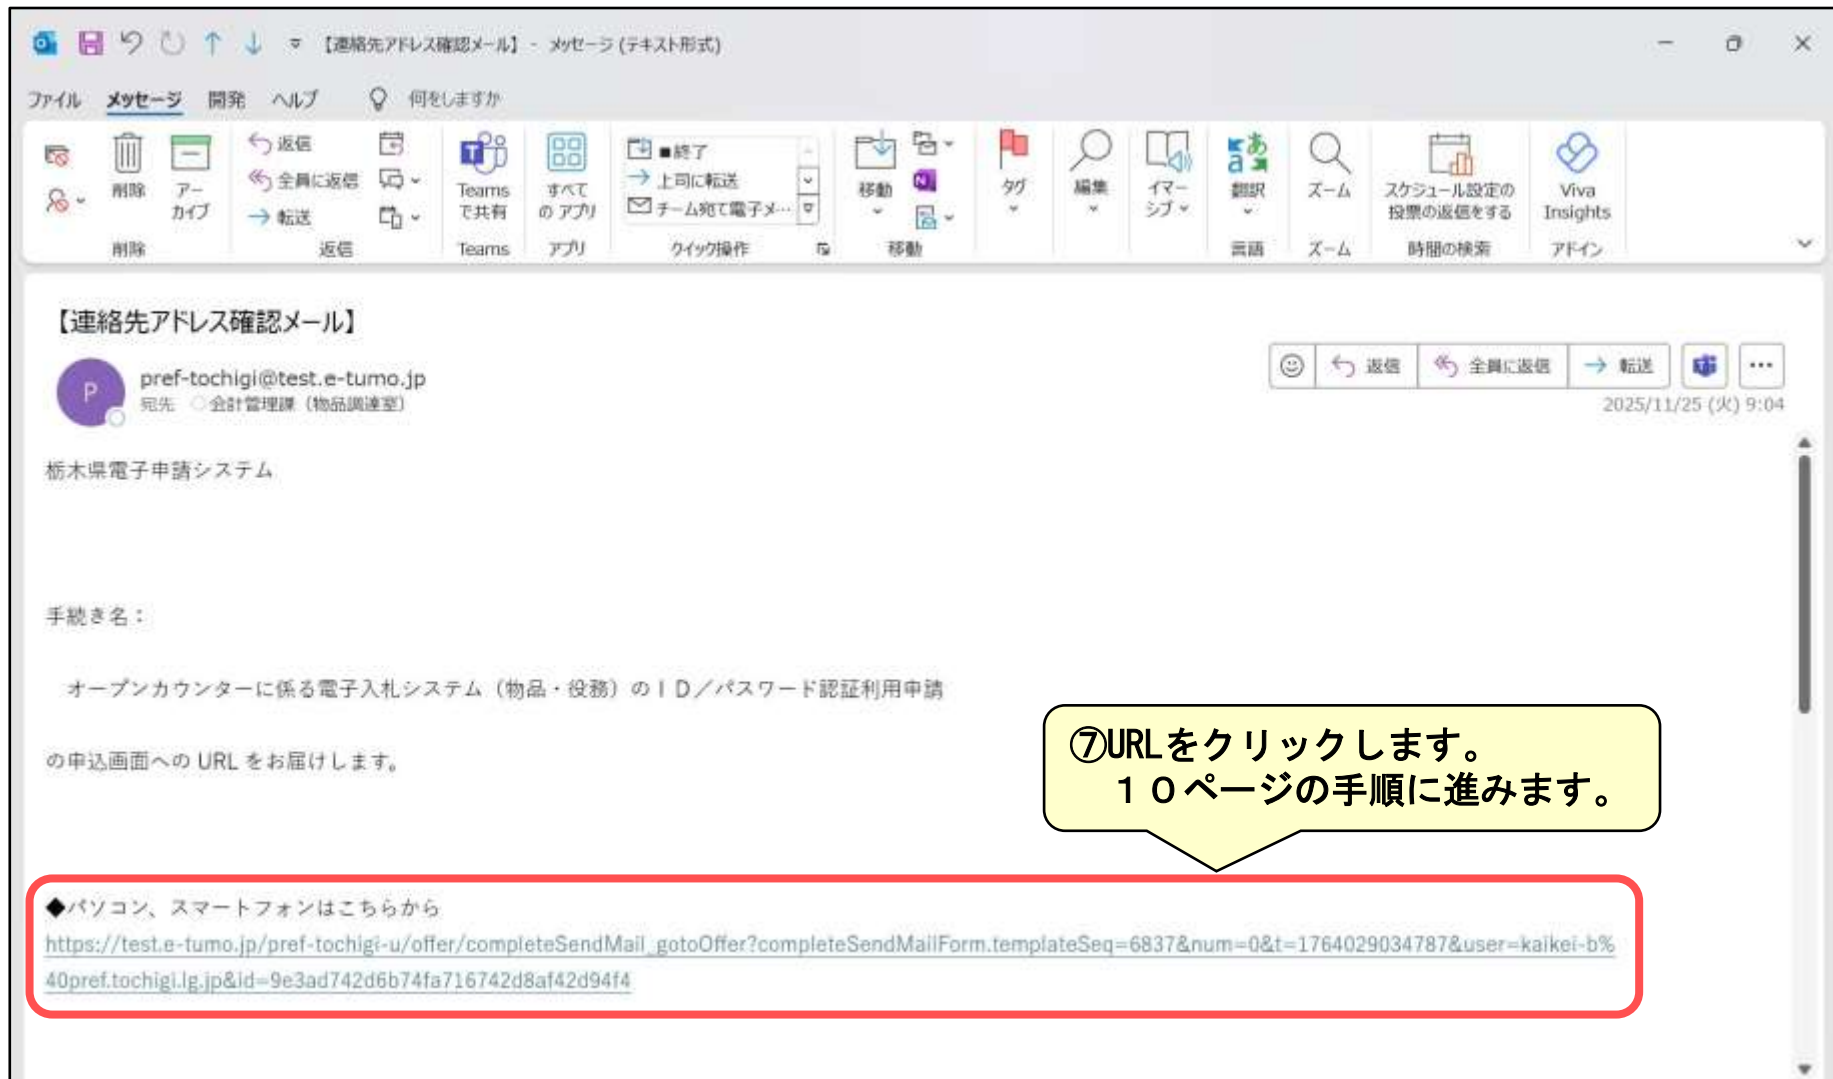 【連絡先アドレス確認メール】 - メッセージ (テキスト形式)
ファイル メッセージ 開発 ヘルプ 何をしますか
削除
アーカイブ
返信
全員に返信
転送
Teams で共有
すべて の アプリ
■終了
上司に転送
チーム宛て電子メ…
移動
タグ
編集
イマーシブ
翻訳
ズーム
スケジュール設定の 投票の返信をする
Viva Insights
削除 返信 Teams アプリ クイック操作 移動 言語 ズーム 時間の検索 アドイン
【連絡先アドレス確認メール】
P
pref-tochigi@test.e-tumo.jp
宛先 ○会計管理課(物品調達室)
返信 全員に返信 転送
2025/11/25 (火) 9:04
栃木県電子申請システム
手続き名:
オープンカウンターに係る電子入札システム(物品・役務)のID/パスワード認証利用申請
の申込画面への URL をお届けします。
⑦URLをクリックします。
10ページの手順に進みます。
◆パソコン、スマートフォンはこちらから
https://test.e-tumo.jp/pref-tochigi-u/offer/completeSendMail_gotoOffer?completeSendMailForm.templateSeq=6837&num=0&t=1764029034787&user=kaikei-b%
40pref.tochigi.lg.jp&id=9e3ad742d6b74fa716742d8af42d94f4